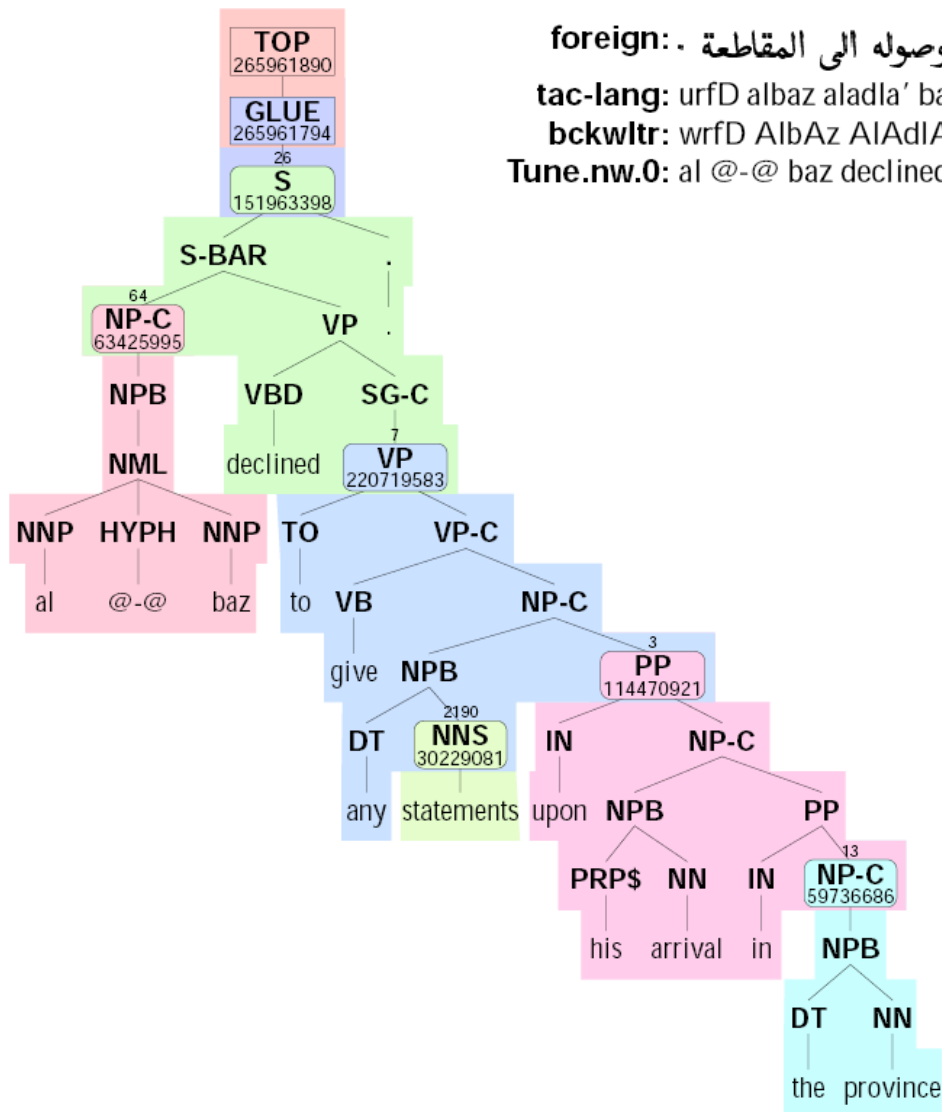 TOP
265961890
foreign: وصوله الى المقاطعة .
GLUE
265961794
tac-lang: urfD albaz aladla' ba
bckwltr: wrfD AlbAz AlAdlA
Tune.nw.0: al @-@ baz declined
26
S
151963398
S-BAR .
64
NP-C
63425995
VP .
NPB VBD SG-C
7
NML declined VP
220719583
NNP HYPH NNP TO VP-C
al @-@ baz to VB NP-C
3
give NPB PP
114470921
2190
DT NNS IN NP-C
30229081
any statements upon NPB PP
13
PRP$ NN IN NP-C
59736686
his arrival in NPB
DT NN
the province